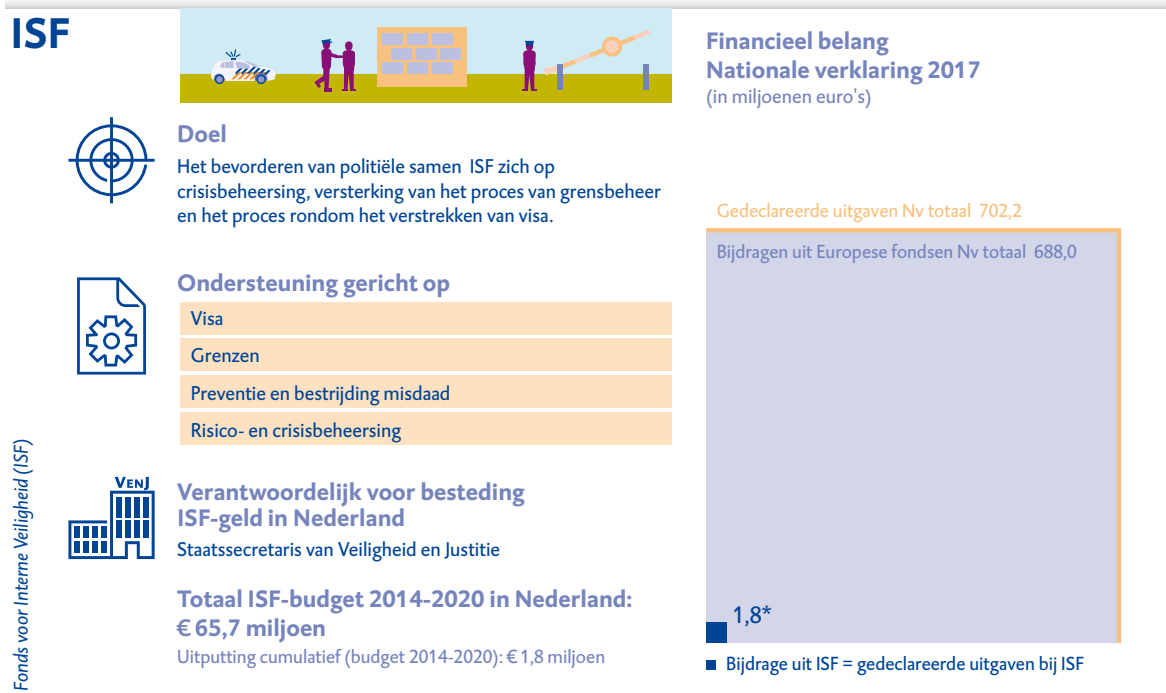 ISF
Doel
Het bevorderen van politiële samen ISF zich op
crisisbeheersing, versterking van het proces van grensbeheer
en het proces rondom het verstrekken van visa.
Ondersteuning gericht op
Visa
Grenzen
Preventie en bestrijding misdaad
Risico- en crisisbeheersing
VENJ
Verantwoordelijk voor besteding
ISF-geld in Nederland
Staatssecretaris van Veiligheid en Justitie
Totaal ISF-budget 2014-2020 in Nederland:
€ 65,7 miljoen
Uitputting cumulatief (budget 2014-2020): € 1,8 miljoen
Fonds voor Interne Veiligheid (ISF)
Financieel belang
Nationale verklaring 2017
(in miljoenen euro's)
Gedeclareerde uitgaven Nv totaal 702,2
Bijdragen uit Europese fondsen Nv totaal 688,0
1,8*
Bijdrage uit ISF = gedeclareerde uitgaven bij ISF